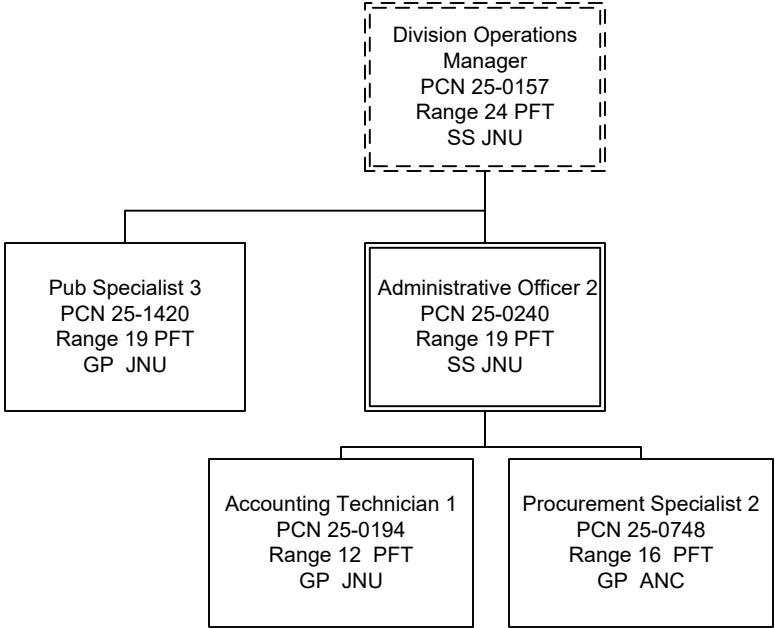 Division Operations
Manager
PCN 25-0157
Range 24 PFT
SS JNU
Pub Specialist 3
PCN 25-1420
Range 19 PFT
GP  JNU
Administrative Officer 2
PCN 25-0240
Range 19 PFT
SS JNU
Accounting Technician 1
PCN 25-0194
Range 12  PFT
GP  JNU
Procurement Specialist 2
PCN 25-0748
Range 16  PFT
GP  ANC